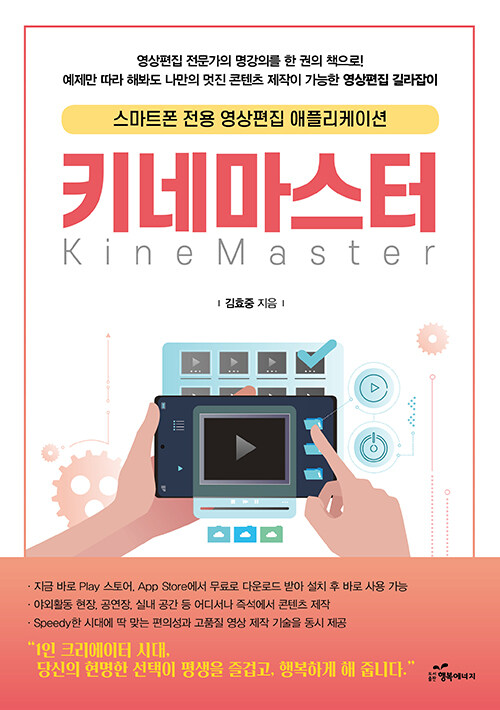 영상편집 전문가의 명강의를 한 권의 책으로!
예제만 따라 해봐도 나만의 멋진 콘텐츠 제작이 가능한 영상편집 길라잡이
스마트폰 전용 영상편집 애플리케이션
키네마스터
KineMaster
김효중 지음
· 지금 바로 Play 스토어, App Store에서 무료로 다운로드 받아 설치 후 바로 사용 가능
· 야외활동 현장, 공연장, 실내 공간 등 어디서나 즉석에서 콘텐츠 제작
· Speedy한 시대에 딱 맞는 편의성과 고품질 영상 제작 기술을 동시 제공
“1인 크리에이터 시대,
당신의 현명한 선택이 평생을 즐겁고, 행복하게 해 줍니다.”
도서출판 행복에너지